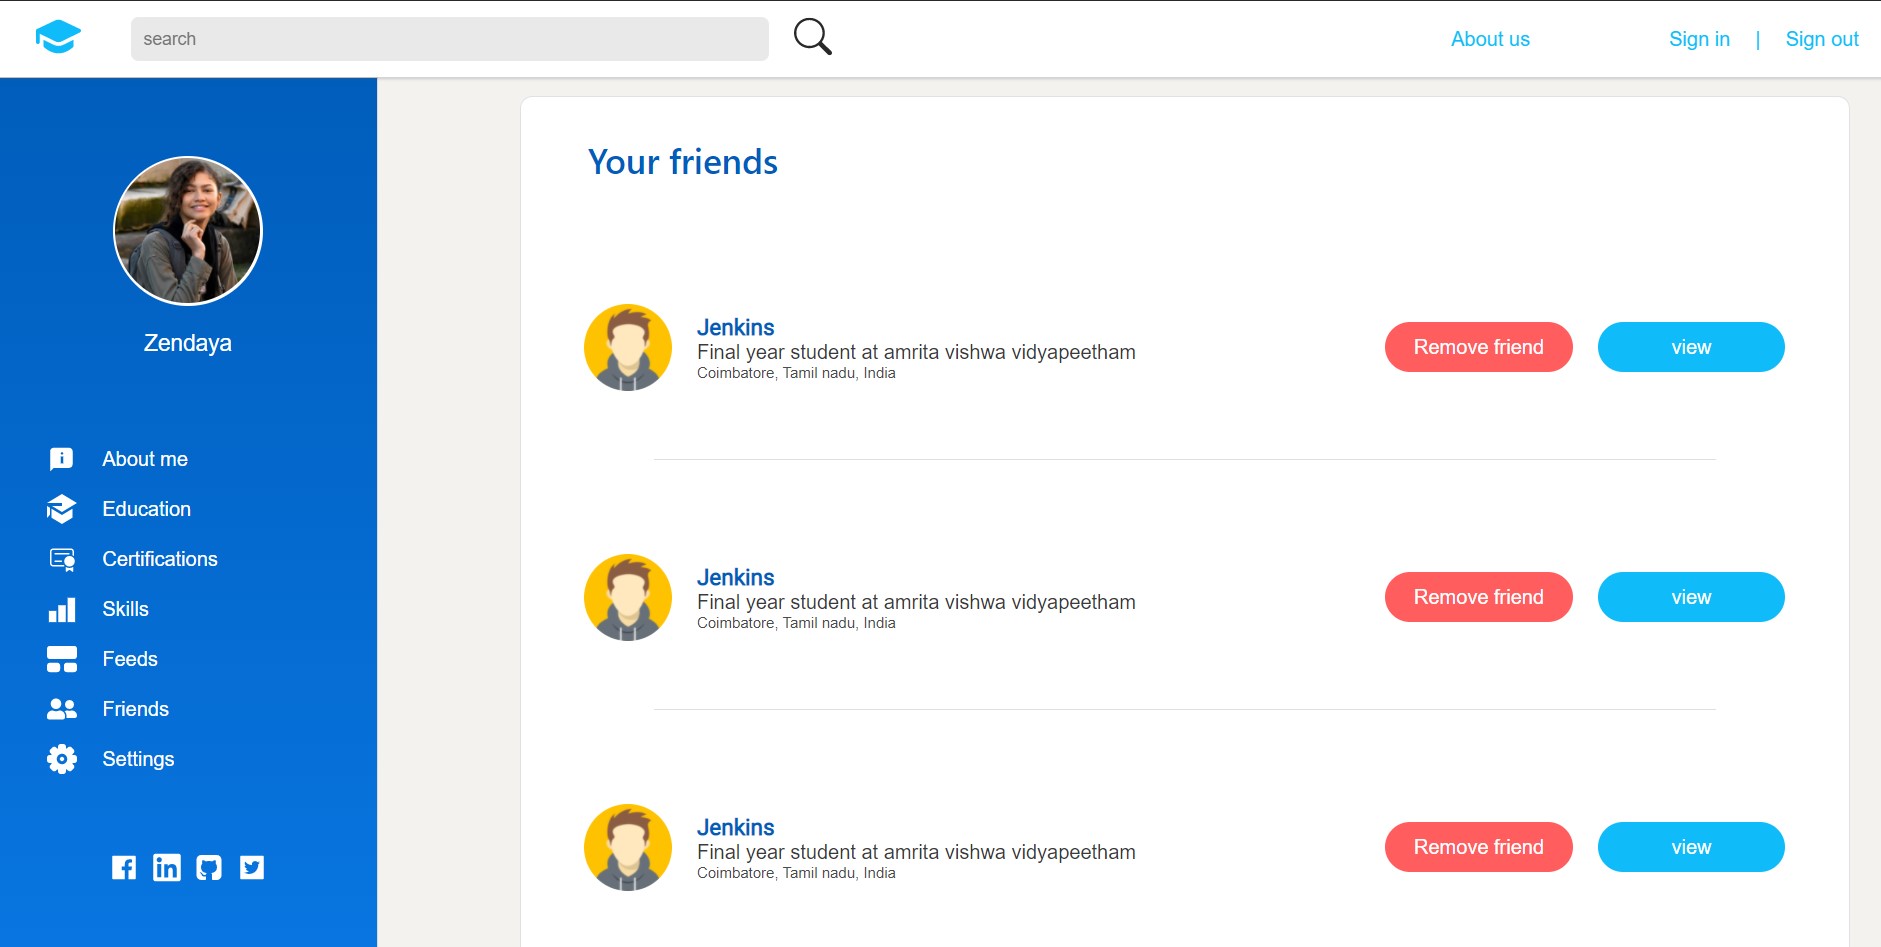 search
About us
Sign in | Sign out
Zendaya
About me
Education
Certifications
Skills
Feeds
Friends
Settings
Your friends
Jenkins
Final year student at amrita vishwa vidyapeetham
Coimbatore, Tamil nadu, India
Remove friend
view
Jenkins
Final year student at amrita vishwa vidyapeetham
Coimbatore, Tamil nadu, India
Remove friend
view
Jenkins
Final year student at amrita vishwa vidyapeetham
Coimbatore, Tamil nadu, India
Remove friend
view